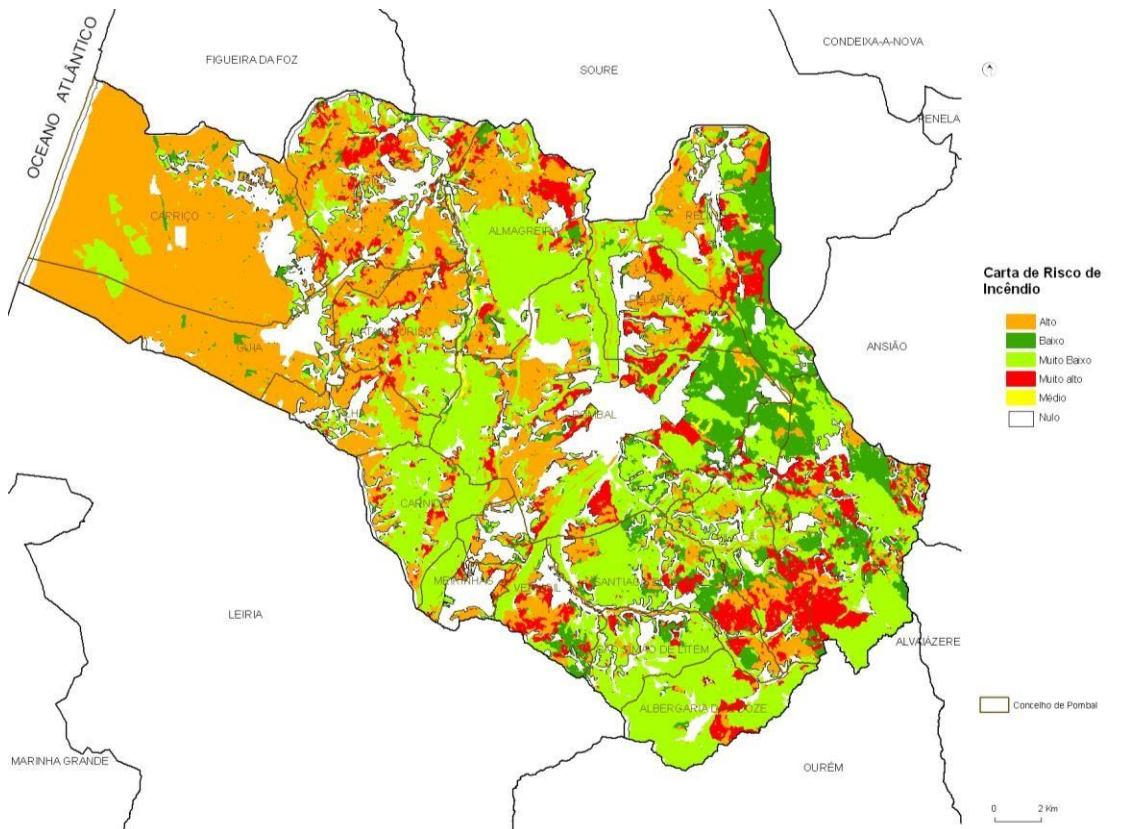 OCEANO ATLÂNTICO
FIGUEIRA DA FOZ
SOURE
CONDEIXA-A-NOVA
PENELA
CARRIÇO
ALMAGREIRA
GUIA
POMBAL
ANSIÃO
Carta de Risco de
Incêndio
Alto
Baixo
Muito Baixo
Muito alto
Médio
Nulo
MEIRINHAS
LEIRIA
ALVAIÁZERE
Concelho de Pombal
MARINHA GRANDE
OURÉM
0 2 Km